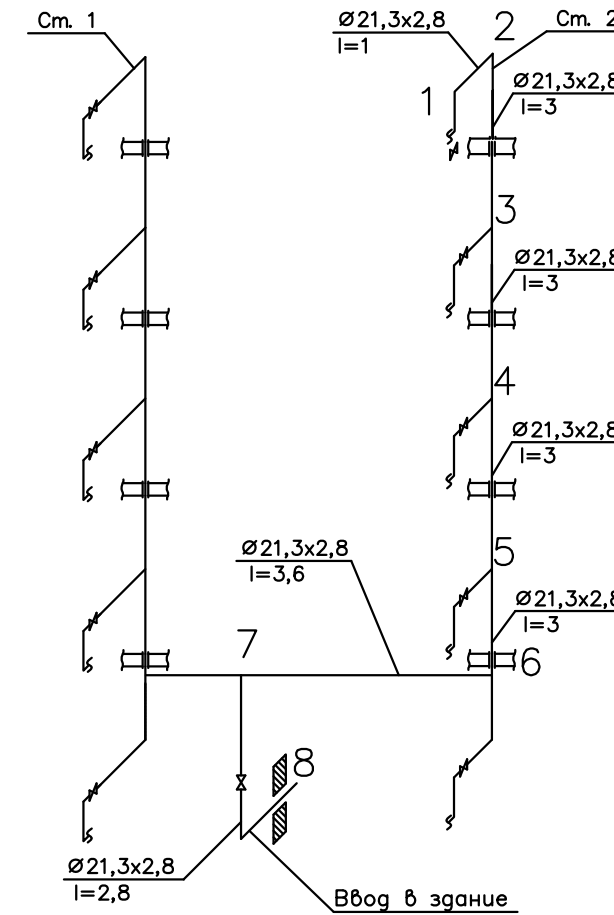 Ст. 1
Ø21,3x2,8
l=1
2
Ст. 2
1
Ø21,3x2,8
l=3
3
Ø21,3x2,8
l=3
4
Ø21,3x2,8
l=3
5
Ø21,3x2,8
l=3,6
Ø21,3x2,8
l=3
6
7
8
Ø21,3x2,8
l=2,8
Ввод в здание